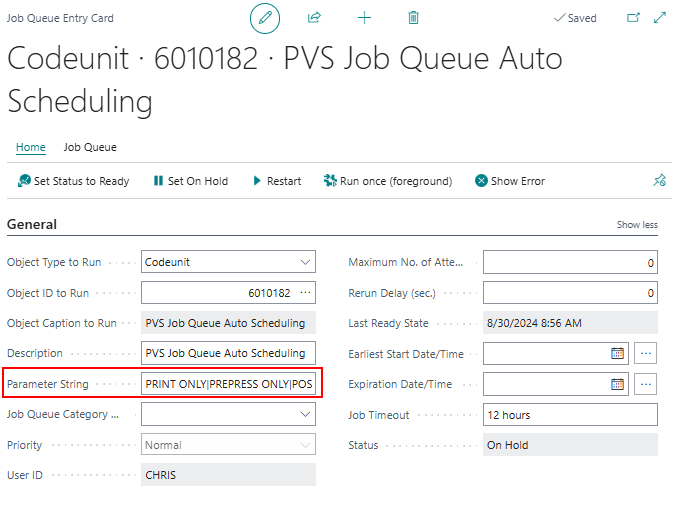 Job Queue Entry Card
Saved
Codeunit · 6010182 · PVS Job Queue Auto
Scheduling
Home Job Queue
Set Status to Ready Set On Hold Restart Run once (foreground) Show Error
General Show less
Object Type to Run Codeunit Maximum No. of Atte... 0
Object ID to Run 6010182 ... Rerun Delay (sec.) 0
Object Caption to Run PVS Job Queue Auto Scheduling Last Ready State 8/30/2024 8:56 AM
Description PVS Job Queue Auto Scheduling Earliest Start Date/Time ...
Parameter String PRINT ONLY|PREPRESS ONLY|POS Expiration Date/Time ...
Job Queue Category ... Job Timeout 12 hours
Priority Normal Status On Hold
User ID CHRIS